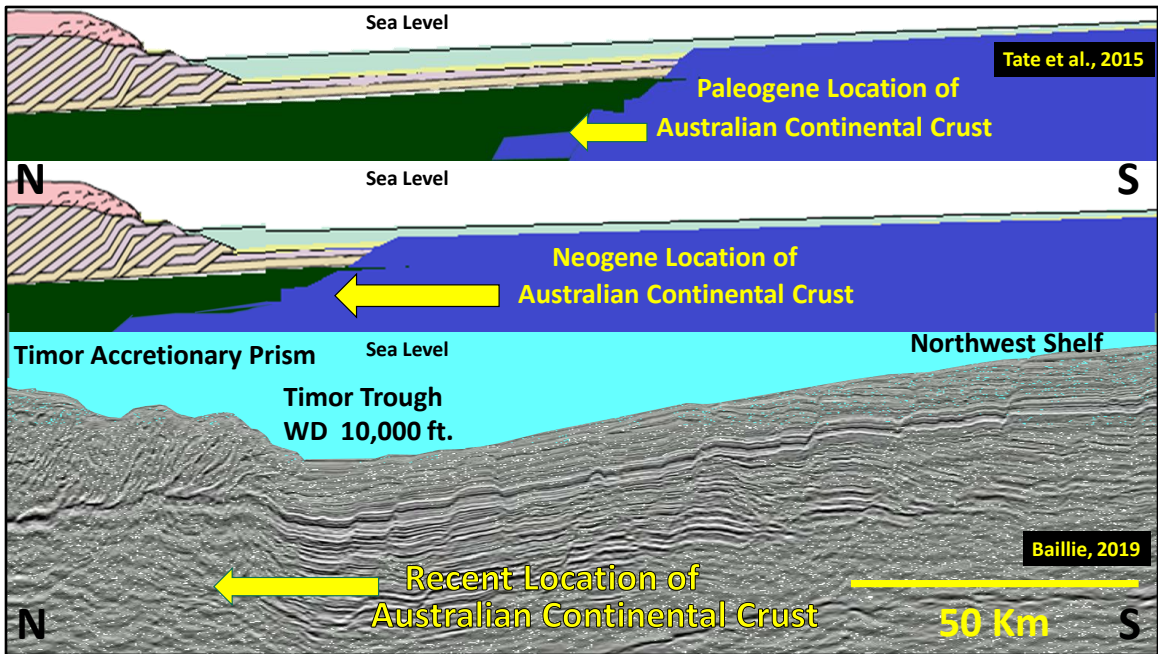 Sea Level
Tate et al., 2015
Paleogene Location of
Australian Continental Crust
N
S
Sea Level
Neogene Location of
Australian Continental Crust
Timor Accretionary Prism
Sea Level
Northwest Shelf
Timor Trough
WD 10,000 ft.
Baillie, 2019
Recent Location of
Australian Continental Crust
50 Km
N
S